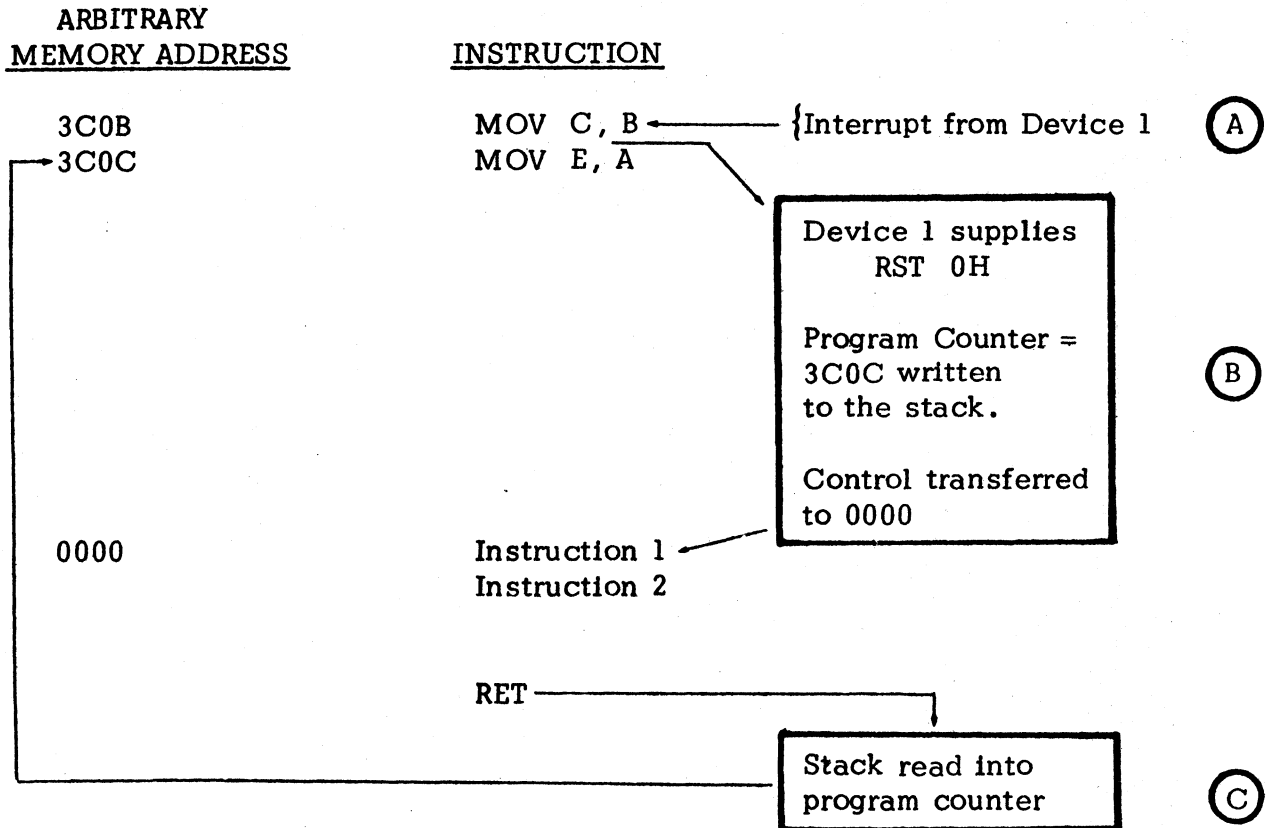 ARBITRARY
MEMORY ADDRESS INSTRUCTION
3C0B MOV C, B {Interrupt from Device 1 A
3C0C MOV E, A
Device 1 supplies
RST 0H
Program Counter =
3C0C written
to the stack.
B
Control transferred
to 0000
0000 Instruction 1
Instruction 2
RET
Stack read into
program counter
C